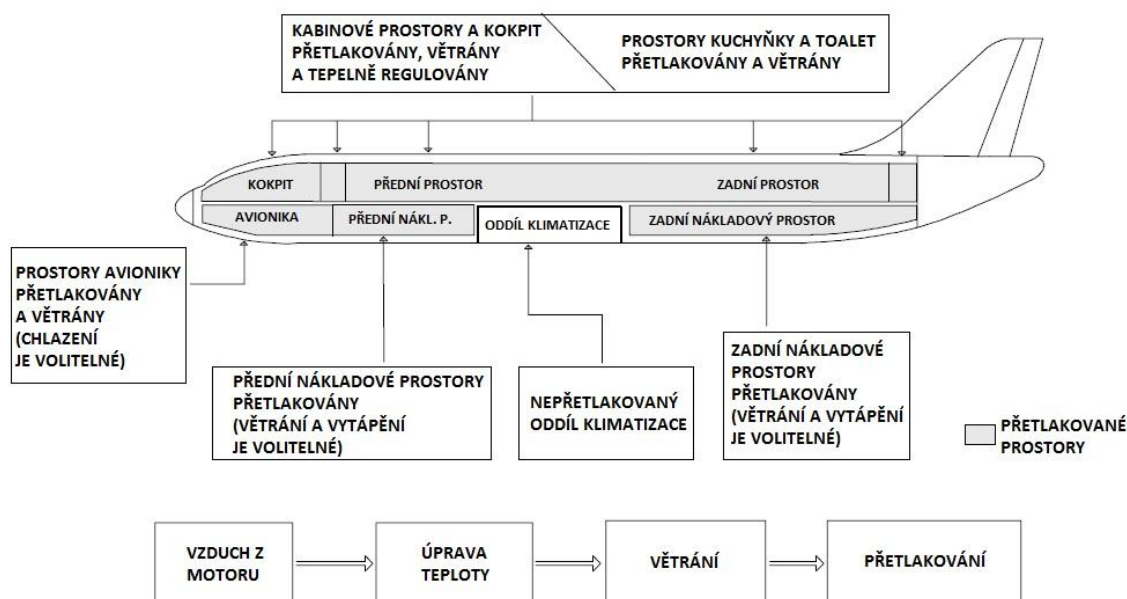 KABINOVÉ PROSTORY A KOKPIT
PŘETLAKOVÁNY, VĚTRÁNY
A TEPELNĚ REGULOVÁNY
PROSTORY KUCHYŇKY A TOALET
PŘETLAKOVÁNY A VĚTRÁNY
KOKPIT
PŘEDNÍ PROSTOR
ZADNÍ PROSTOR
AVIONIKA
PŘEDNÍ NÁKL. P.
ODDÍL KLIMATIZACE
ZADNÍ NÁKLADOVÝ PROSTOR
PROSTORY AVIONIKY
PŘETLAKOVÁNY
A VĚTRÁNY
(CHLAZENÍ
JE VOLITELNÉ)
PŘEDNÍ NÁKLADOVÉ PROSTORY
PŘETLAKOVÁNY
(VĚTRÁNÍ A VYTÁPĚNÍ
JE VOLITELNÉ)
NEPŘETLAKOVANÝ
ODDÍL KLIMATIZACE
ZADNÍ NÁKLADOVÉ
PROSTORY
PŘETLAKOVÁNY
(VĚTRÁNÍ A VYTÁPĚNÍ
JE VOLITELNÉ)
PŘETLAKOVANÉ
PROSTORY
VZDUCH Z
MOTORU
ÚPRAVA
TEPLOTY
VĚTRÁNÍ
PŘETLAKOVÁNÍ